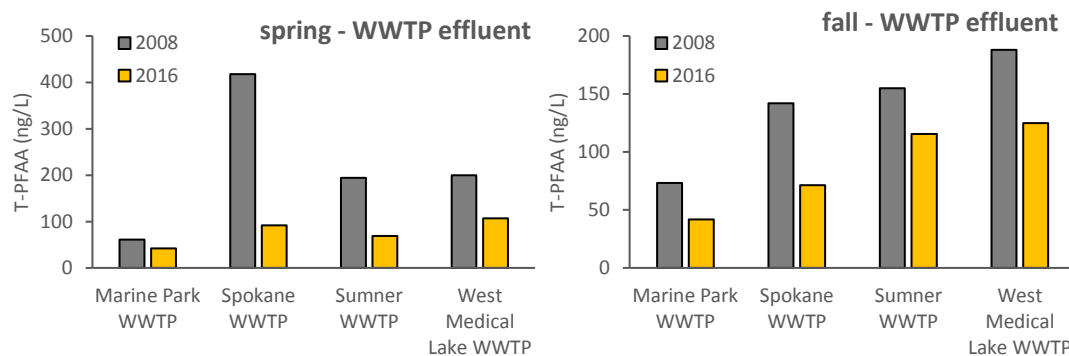 spring - WWTP effluent
2008
2016
T-PFAA (ng/L)
500
400
300
200
100
0
Marine Park
WWTP
Spokane
WWTP
Sumner
WWTP
West
Medical
Lake WWTP
fall - WWTP effluent
2008
2016
T-PFAA (ng/L)
200
150
100
50
0
Marine Park
WWTP
Spokane
WWTP
Sumner
WWTP
West
Medical
Lake WWTP